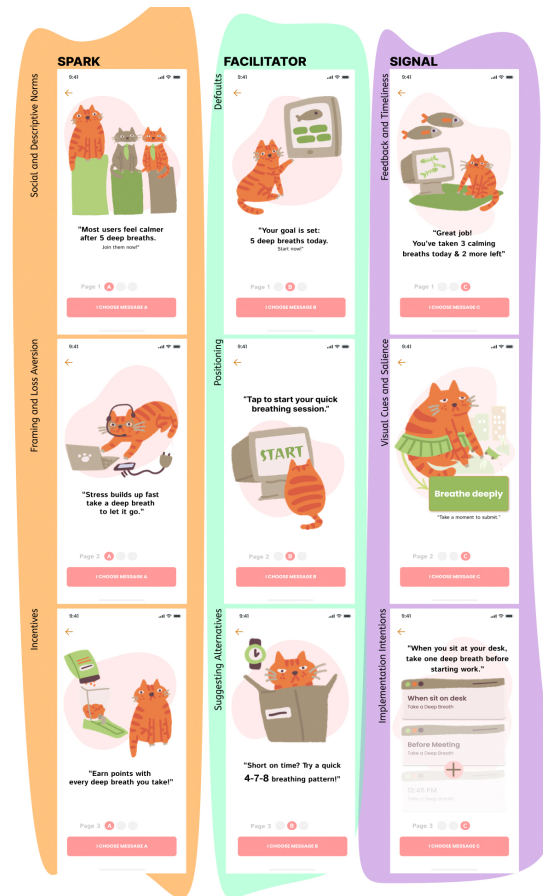 SPARK
FACILITATOR
SIGNAL
Social and Descriptive Norms
9:41
"Most users feel calmer
after 5 deep breaths.
Join them now!"
Page 1 A
I CHOOSE MESSAGE A
Defaults
9:41
"Your goal is set:
5 deep breaths today.
Start now!"
Page 1 B
I CHOOSE MESSAGE B
Feedback and Timeliness
9:41
"Great job!
You've taken 3 calming
breaths today & 2 more left"
Page 1 C
I CHOOSE MESSAGE C
Framing and Loss Aversion
9:41
"Stress builds up fast
take a deep breath
to let it go."
Page 2 A
I CHOOSE MESSAGE A
Positioning
9:41
"Tap to start your quick
breathing session."
START
Page 2 B
I CHOOSE MESSAGE B
Visual Cues and Salience
9:41
Breathe deeply
"Take a moment to submit."
Page 2 C
I CHOOSE MESSAGE C
Incentives
9:41
"Earn points with
every deep breath you take!"
Page 3 A
I CHOOSE MESSAGE A
Suggesting Alternatives
9:41
"Short on time? Try a quick
4-7-8 breathing pattern!"
Page 3 B
I CHOOSE MESSAGE B
Implementation Intentions
9:41
"When you sit at your desk,
take one deep breath before
starting work."
When sit on desk
Take a Deep Breath
Before Meeting
Take a Deep Breath
12:45 PM
Take a Deep Breath
Page 3 C
I CHOOSE MESSAGE C